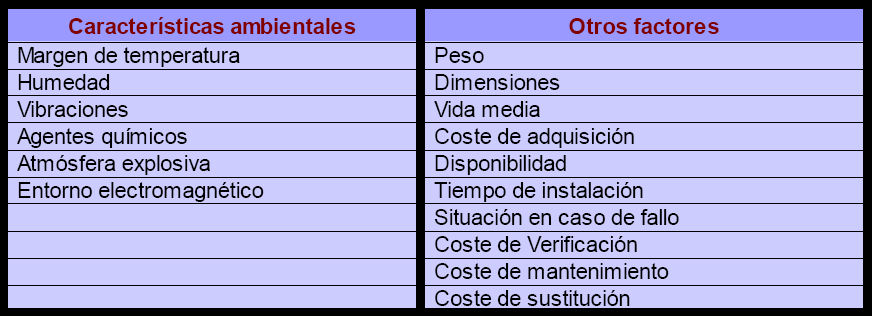 Características ambientales
Otros factores
Margen de temperatura
Peso
Humedad
Dimensiones
Vibraciones
Vida media
Agentes químicos
Coste de adquisición
Atmósfera explosiva
Disponibilidad
Entorno electromagnético
Tiempo de instalación
Situación en caso de fallo
Coste de Verificación
Coste de mantenimiento
Coste de sustitución